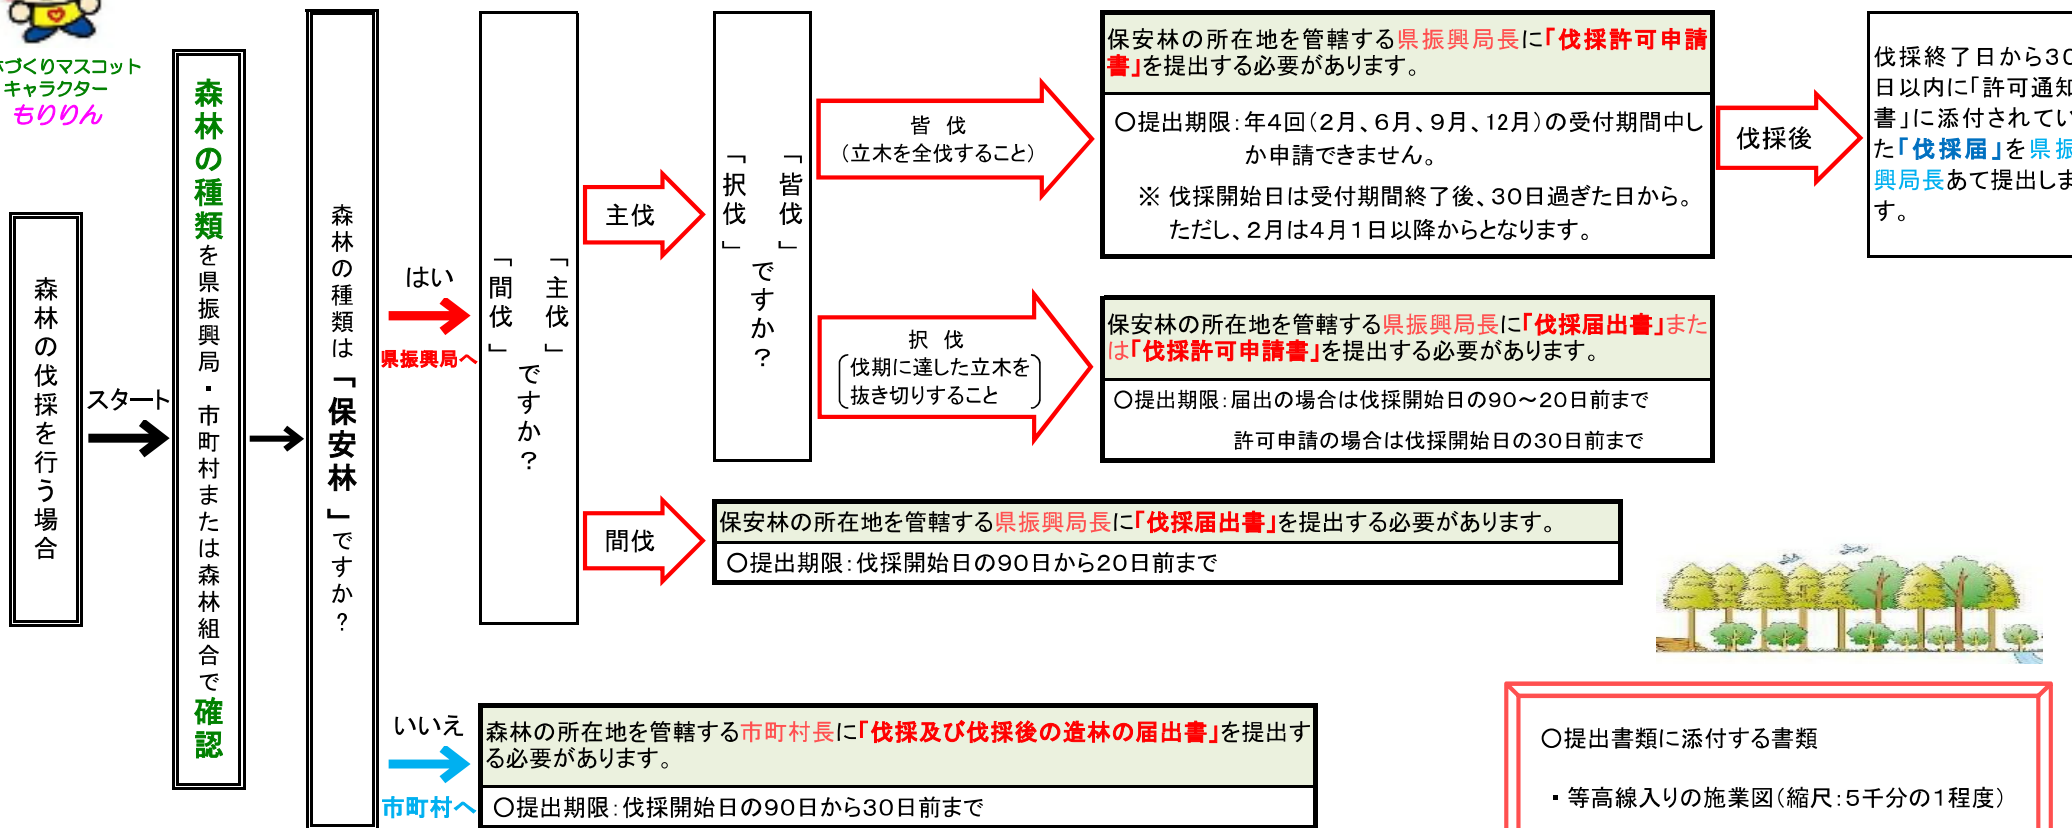 づくりマスコット
キャラクター
もりりん
森林の伐採を行う場合
スタート
森林の種類を県振興局・市町村または森林組合で確認
森林の種類は「保安林」ですか?
はい
県振興局へ
「主伐」
「間伐」
ですか?
主伐
「皆伐」
「択伐」
ですか?
皆 伐
(立木を全伐すること)
保安林の所在地を管轄する県振興局長に「伐採許可申請
書」を提出する必要があります。
○提出期限:年4回(2月、6月、9月、12月)の受付期間中し
か申請できません。
※ 伐採開始日は受付期間終了後、30日過ぎた日から。
ただし、2月は4月1日以降からとなります。
伐採後
伐採終了日から30
日以内に「許可通知
書」に添付されてい
た「伐採届」を県振
興局長あて提出しま
す。
択 伐
伐期に達した立木を
抜き切りすること
保安林の所在地を管轄する県振興局長に「伐採届出書」また
は「伐採許可申請書」を提出する必要があります。
○提出期限:届出の場合は伐採開始日の90~20日前まで
許可申請の場合は伐採開始日の30日前まで
間伐
保安林の所在地を管轄する県振興局長に「伐採届出書」を提出する必要があります。
○提出期限:伐採開始日の90日から20日前まで
いいえ
市町村へ
森林の所在地を管轄する市町村長に「伐採及び伐採後の造林の届出書」を提出す
る必要があります。
○提出期限:伐採開始日の90日から30日前まで
○提出書類に添付する書類
・等高線入りの施業図(縮尺:5千分の1程度)